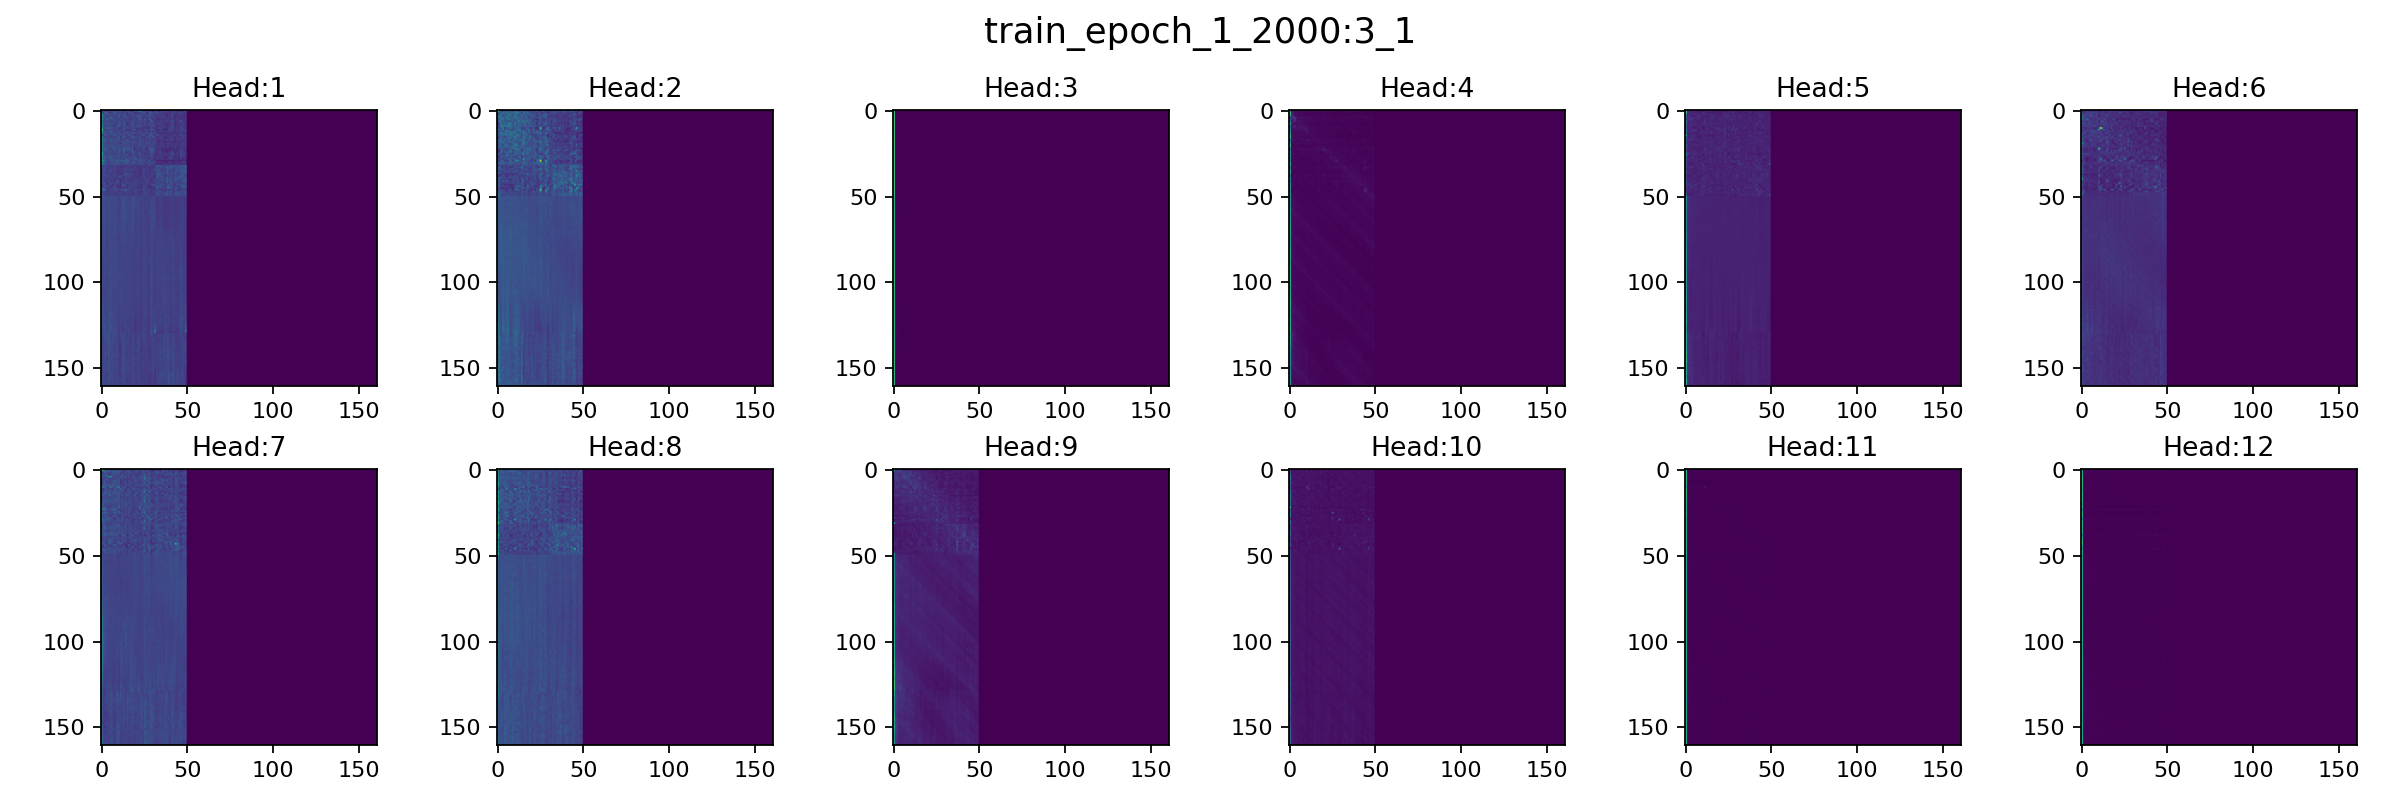 train_epoch_1_2000:3_1
Head:1 Head:2 Head:3 Head:4 Head:5 Head:6
0 0 0 0 0 0
50 50 50 50 50 50
100 100 100 100 100 100
150 150 150 150 150 150
0 50 100 150 0 50 100 150 0 50 100 150 0 50 100 150 0 50 100 150 0 50 100 150
Head:7 Head:8 Head:9 Head:10 Head:11 Head:12
0 0 0 0 0 0
50 50 50 50 50 50
100 100 100 100 100 100
150 150 150 150 150 150
0 50 100 150 0 50 100 150 0 50 100 150 0 50 100 150 0 50 100 150 0 50 100 150